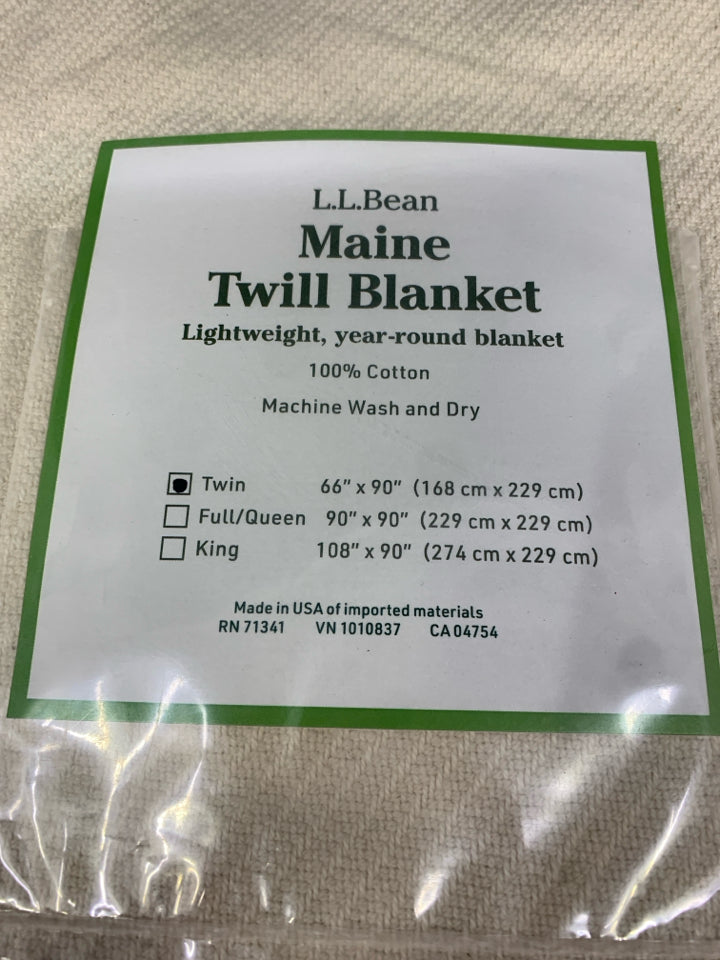 L.L.Bean
Maine
Twill Blanket
Lightweight, year-round blanket
100% Cotton
Machine Wash and Dry
Twin 66" x 90" (168 cm x 229 cm)
Full/Queen 90" x 90" (229 cm x 229 cm)
King 108" x 90" (274 cm x 229 cm)
Made in USA of imported materials
RN 71341 VN 1010837 CA 04754